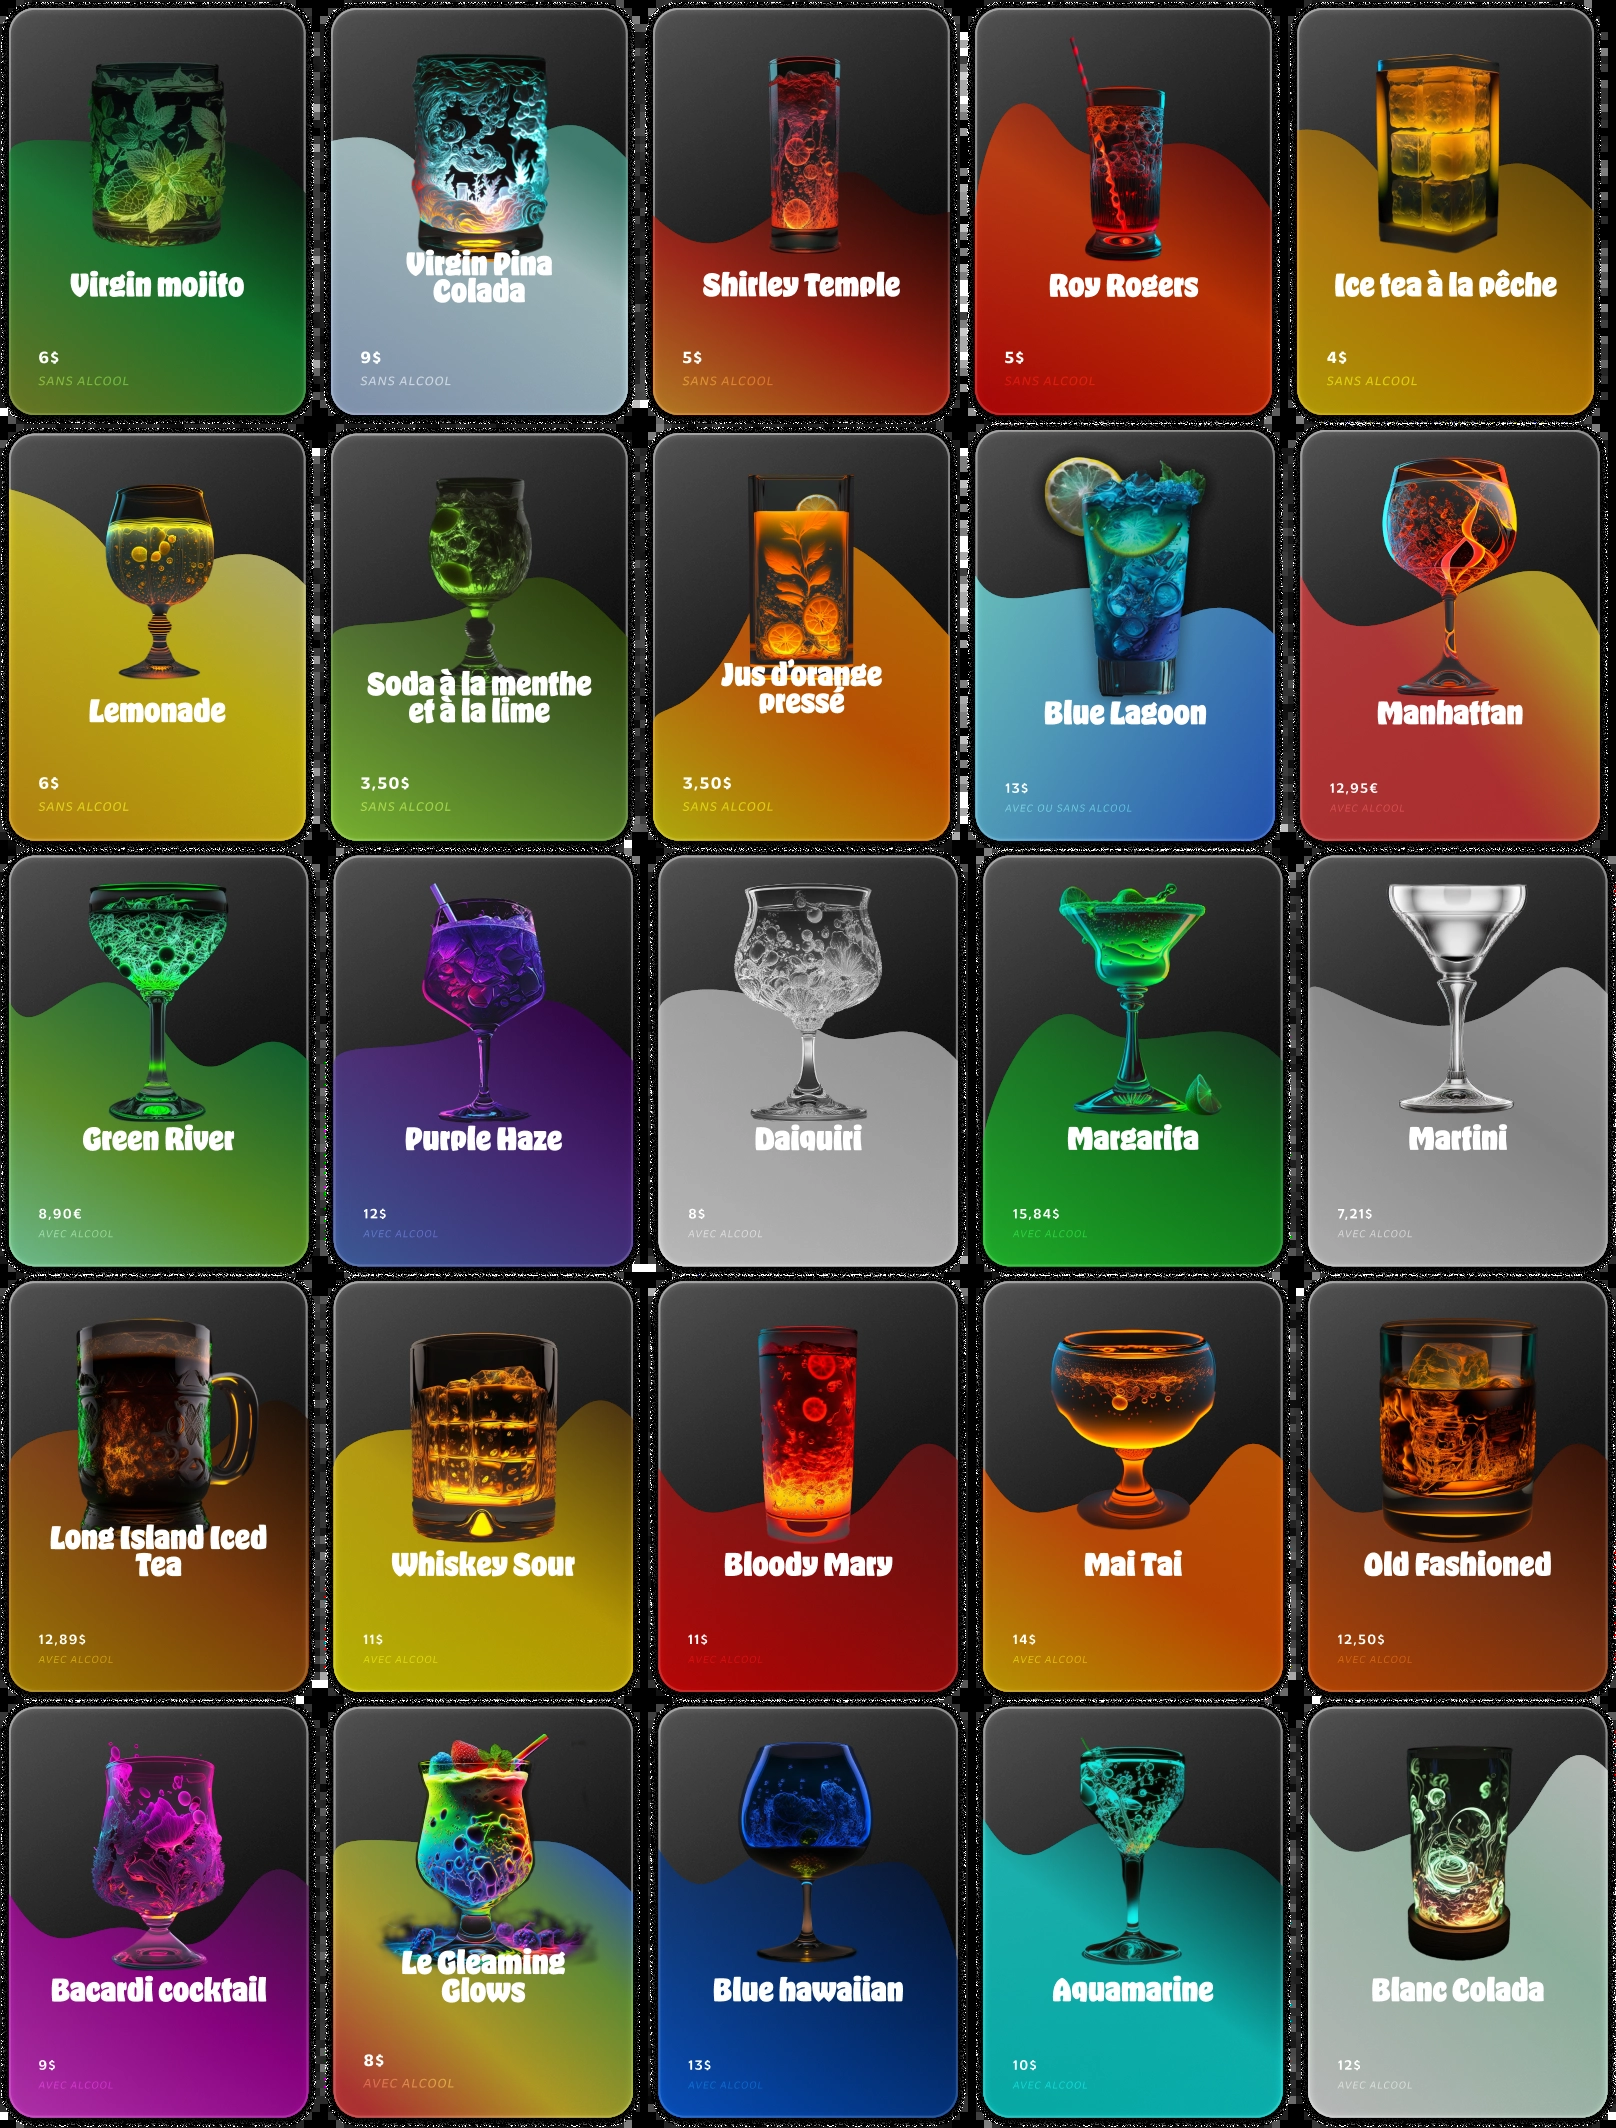 Virgin mojito
6$
SANS ALCOOL
Virgin Pina
Colada
9$
SANS ALCOOL
Shirley Temple
5$
SANS ALCOOL
Roy Rogers
5$
SANS ALCOOL
Ice tea à la pêche
4$
SANS ALCOOL
Lemonade
6$
SANS ALCOOL
Soda à la menthe
et à la lime
3,50$
SANS ALCOOL
Jus d'orange
pressé
3,50$
SANS ALCOOL
Blue Lagoon
13$
AVEC OU SANS ALCOOL
Manhattan
12,95€
AVEC ALCOOL
Green River
8,90€
AVEC ALCOOL
Purple Haze
12$
AVEC ALCOOL
Daiquiri
8$
AVEC ALCOOL
Margarita
15,84$
AVEC ALCOOL
Martini
7,21$
AVEC ALCOOL
Long Island Iced
Tea
12,89$
AVEC ALCOOL
Whiskey Sour
11$
AVEC ALCOOL
Bloody Mary
11$
AVEC ALCOOL
Mai Tai
14$
AVEC ALCOOL
Old Fashioned
12,50$
AVEC ALCOOL
Bacardi cocktail
9$
AVEC ALCOOL
Le Gleaming
Glows
8$
AVEC ALCOOL
Blue hawaiian
13$
AVEC ALCOOL
Aquamarine
10$
AVEC ALCOOL
Blanc Colada
12$
AVEC ALCOOL